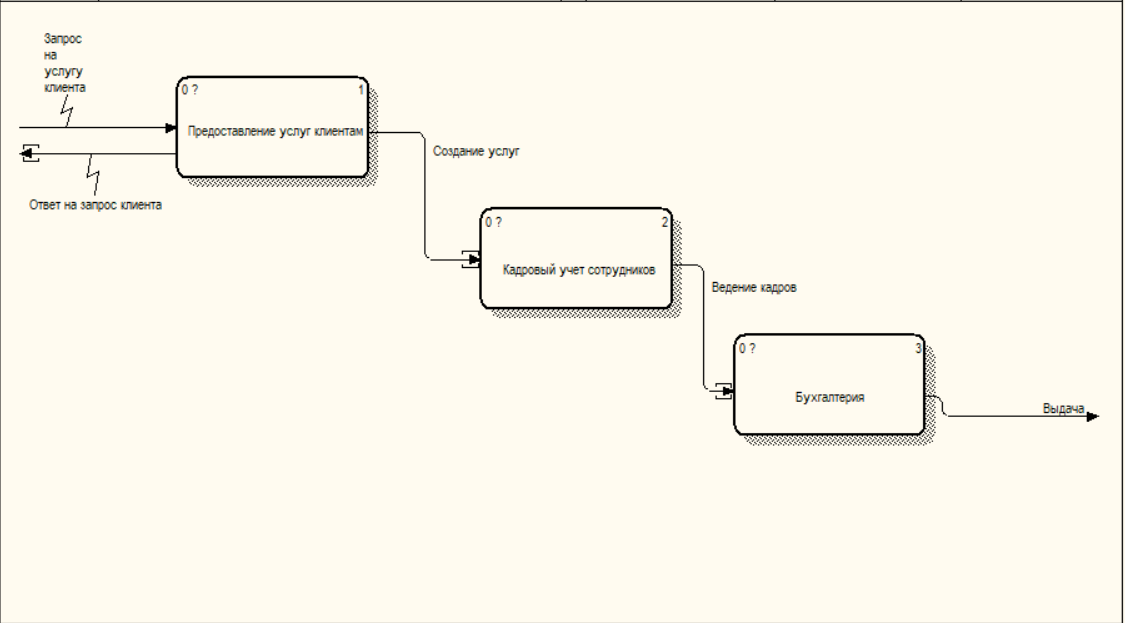 Запрос
на
услугу
клиента
0 ?
1
Предоставление услуг клиентам
Создание услуг
Ответ на запрос клиента
0 ?
2
Кадровый учет сотрудников
Ведение кадров
0 ?
3
Бухгалтерия
Выдача